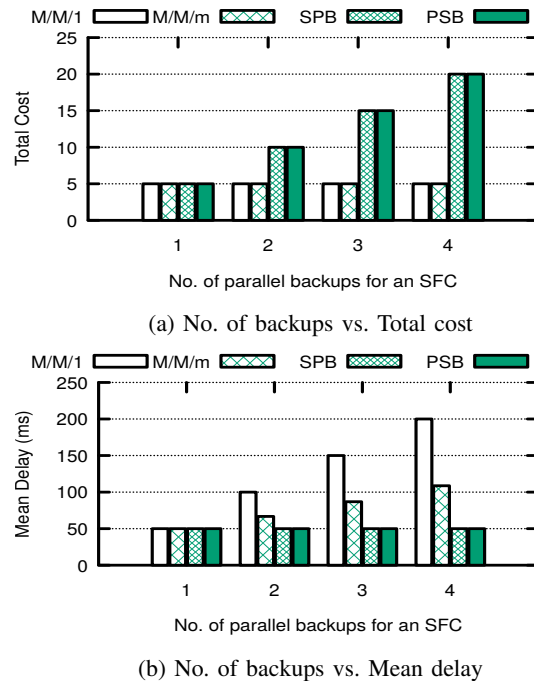 M/M/1 M/M/m SPB PSB
25
20
15
10
5
0
Total Cost
1 2 3 4
No. of parallel backups for an SFC
(a) No. of backups vs. Total cost
M/M/1 M/M/m SPB PSB
250
200
150
100
50
0
Mean Delay (ms)
1 2 3 4
No. of parallel backups for an SFC
(b) No. of backups vs. Mean delay